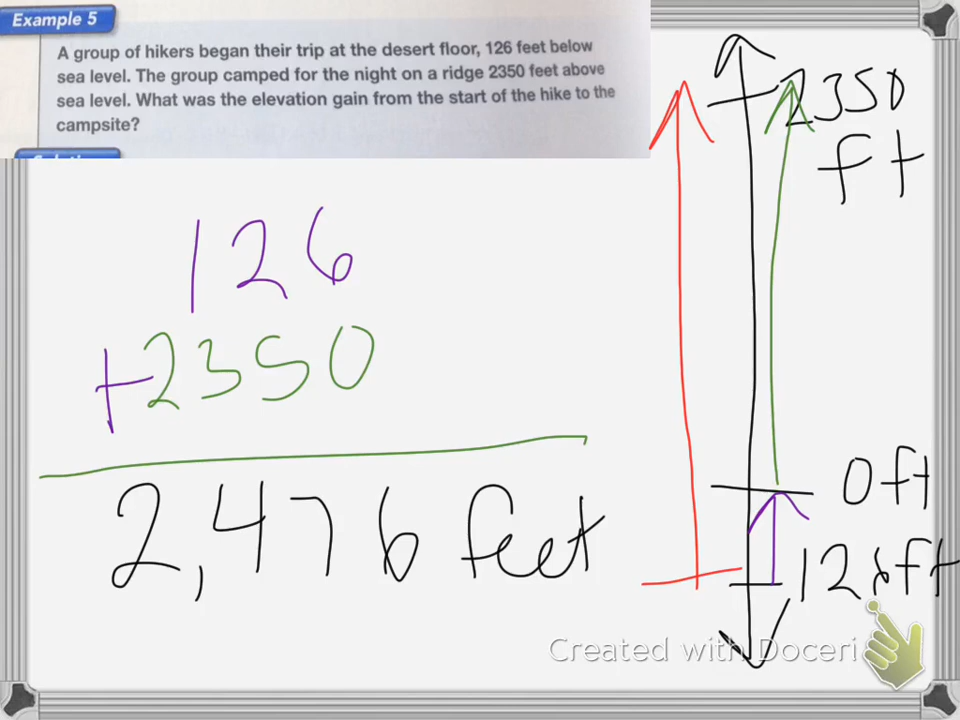 Example 5
A group of hikers began their trip at the desert floor, 126 feet below
sea level. The group camped for the night on a ridge 2350 feet above
sea level. What was the elevation gain from the start of the hike to the
campsite?
2350
ft
126
+2350
2,476 feet
0ft
126ft
Created with Doceri